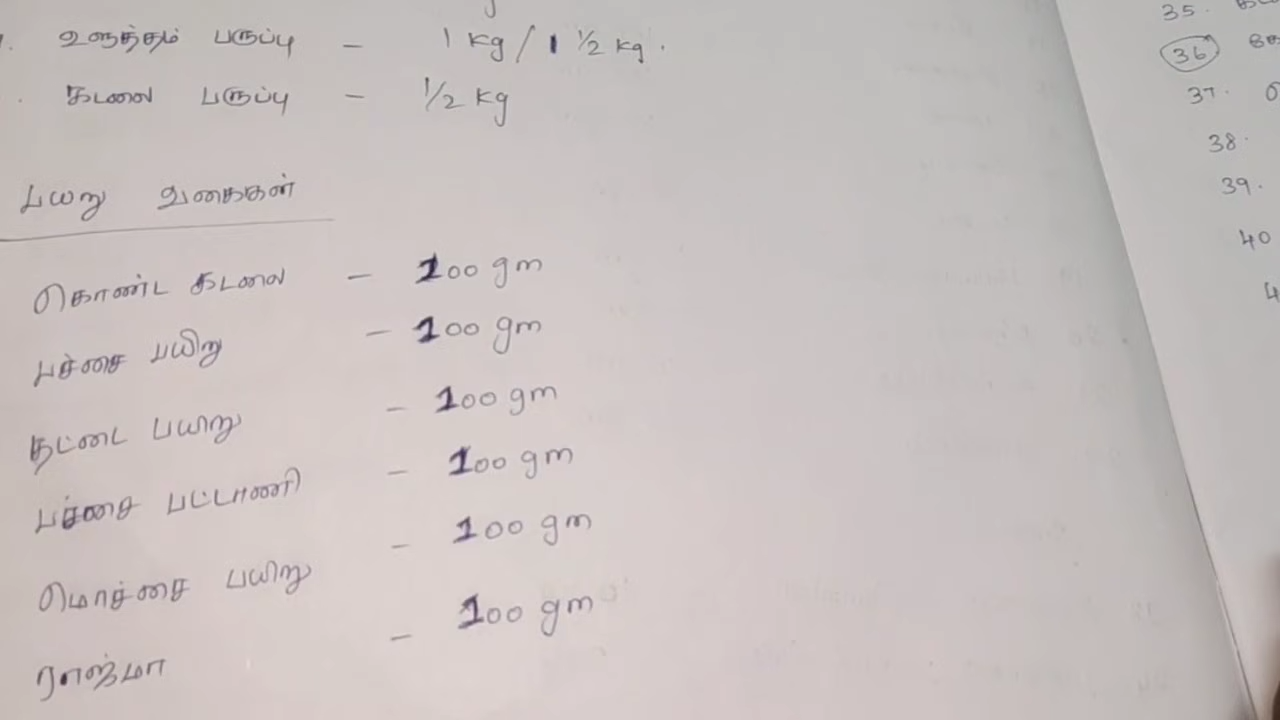 உளுத்தம் பருப்பு – 1 kg / 1 1/2 kg.
கடலை பருப்பு – 1/2 kg
பயறு வகைகள்
கொண்ட கடலை – 100 gm
பச்சை பயிறு – 100 gm
தட்டை பயறு – 100 gm
பச்சை பட்டாணி – 100 gm
மொச்சை பயிறு – 100 gm
ராஜ்மா – 100 gm
35.
36
37.
38.
39.
40